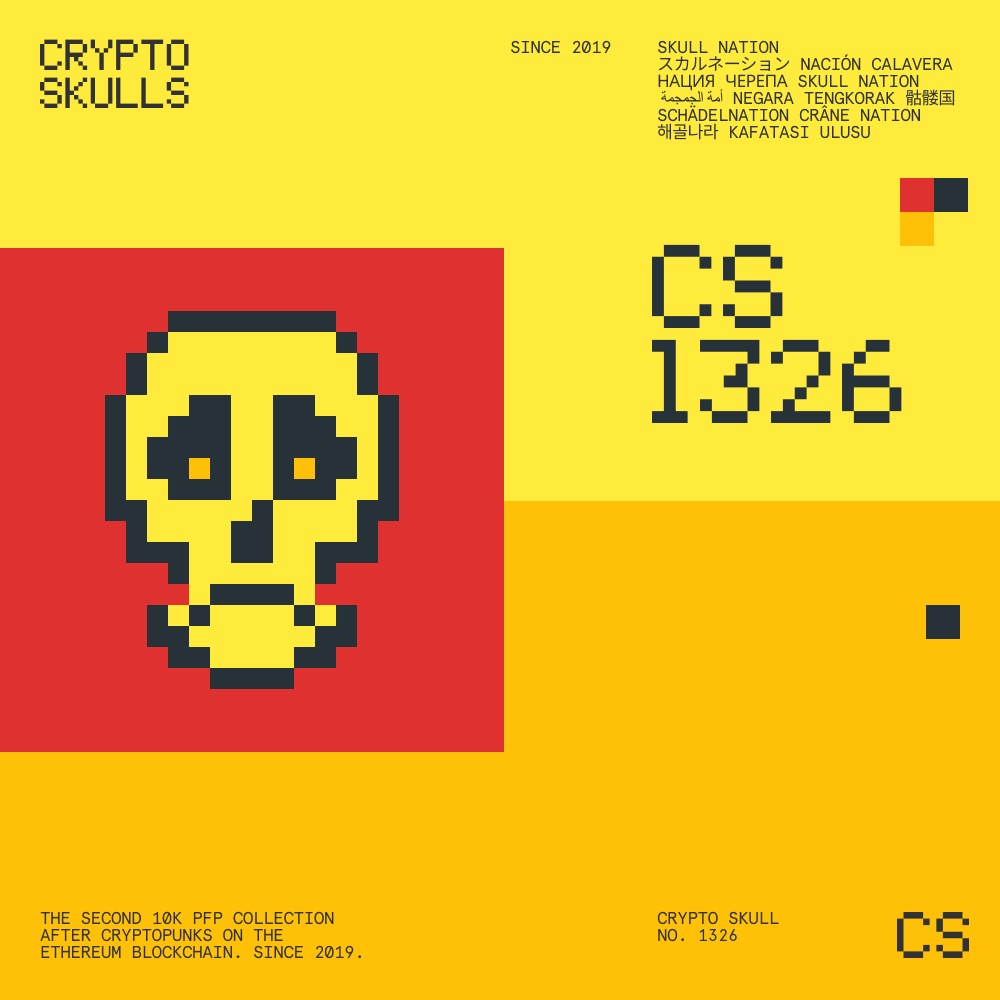 CRYPTO
SKULLS
SINCE 2019
SKULL NATION
スカルネーション NACIÓN CALAVERA
НАЦИЯ ЧЕРЕПА SKULL NATION
أمة الجمجمة NEGARA TENGKORAK 骷髅国
SCHÄDELNATION CRÂNE NATION
해골나라 KAFATASI ULUSU
CS
1326
THE SECOND 10K PFP COLLECTION
AFTER CRYPTOPUNKS ON THE
ETHEREUM BLOCKCHAIN. SINCE 2019.
CRYPTO SKULL
NO. 1326
CS